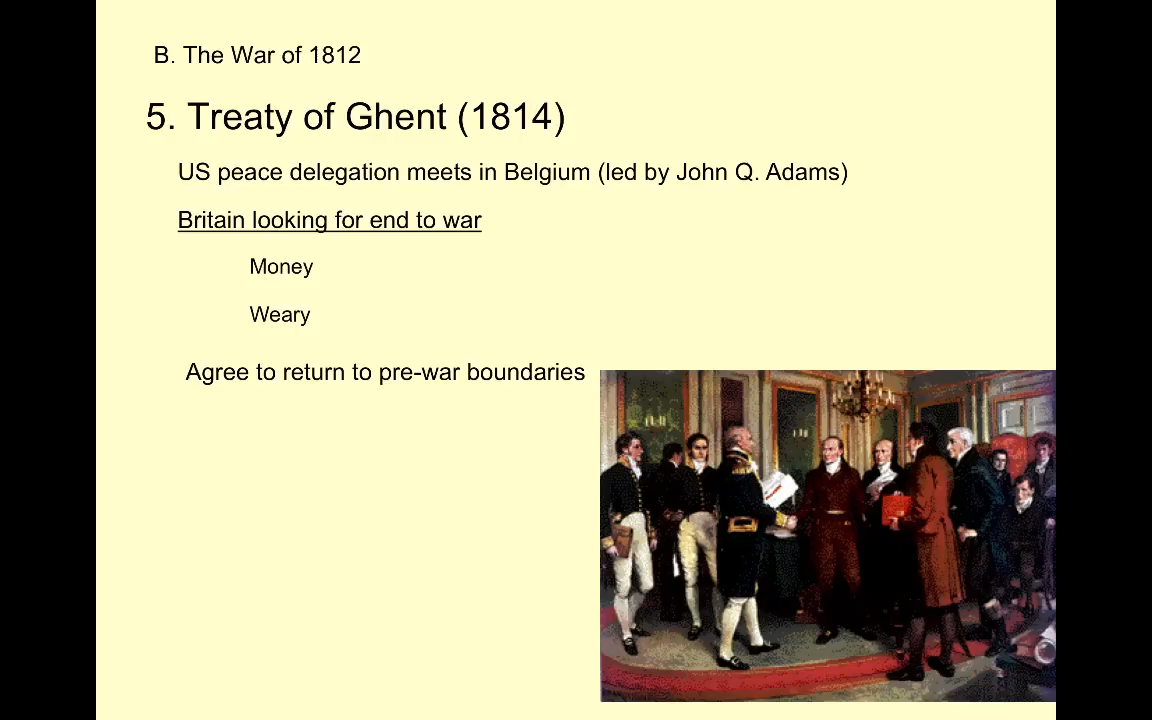 B. The War of 1812
5. Treaty of Ghent (1814)
US peace delegation meets in Belgium (led by John Q. Adams)
Britain looking for end to war
Money
Weary
Agree to return to pre-war boundaries